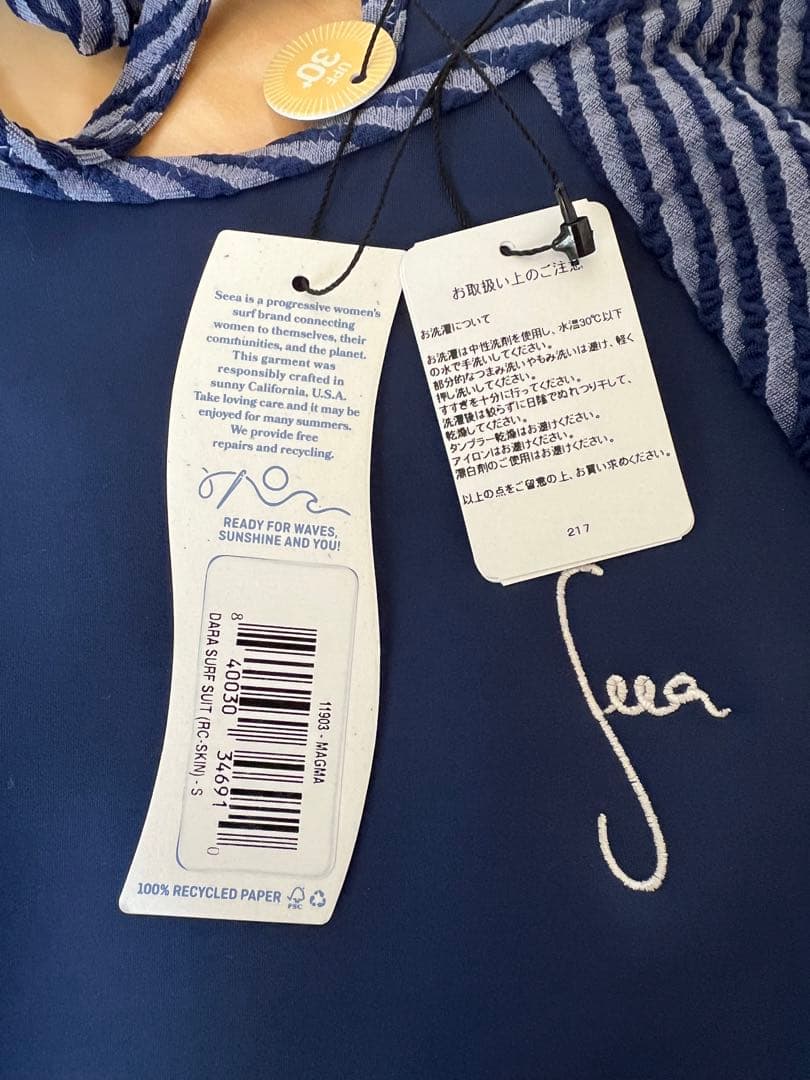 UPF
30+
Seea is a progressive women's
surf brand connecting
women to themselves, their
communities, and the planet.
This garment was
responsibly crafted in
sunny California, U.S.A.
Take loving care and it may be
enjoyed for many summers.
We provide free
repairs and recycling.
READY FOR WAVES,
SUNSHINE AND YOU!
11903 - MAGMA
8 40030 34691 0
DARA SURF SUIT (RC-SKIN) - S
100% RECYCLED PAPER
FSC
お取扱い上のご注意
お洗濯について
お洗濯は中性洗剤を使用し、水温30℃以下
の水で手洗いしてください。
部分的なつまみ洗いやもみ洗いは避け、軽く
押し洗いしてください。
すすぎを十分に行ってください。
洗濯後は絞らずに日陰でぬれつり干して、
乾燥してください。
タンブラー乾燥はお避けください。
アイロンはお避けください。
漂白剤のご使用はお避けください。
以上の点をご留意の上、お買い求めください。
217
Seea